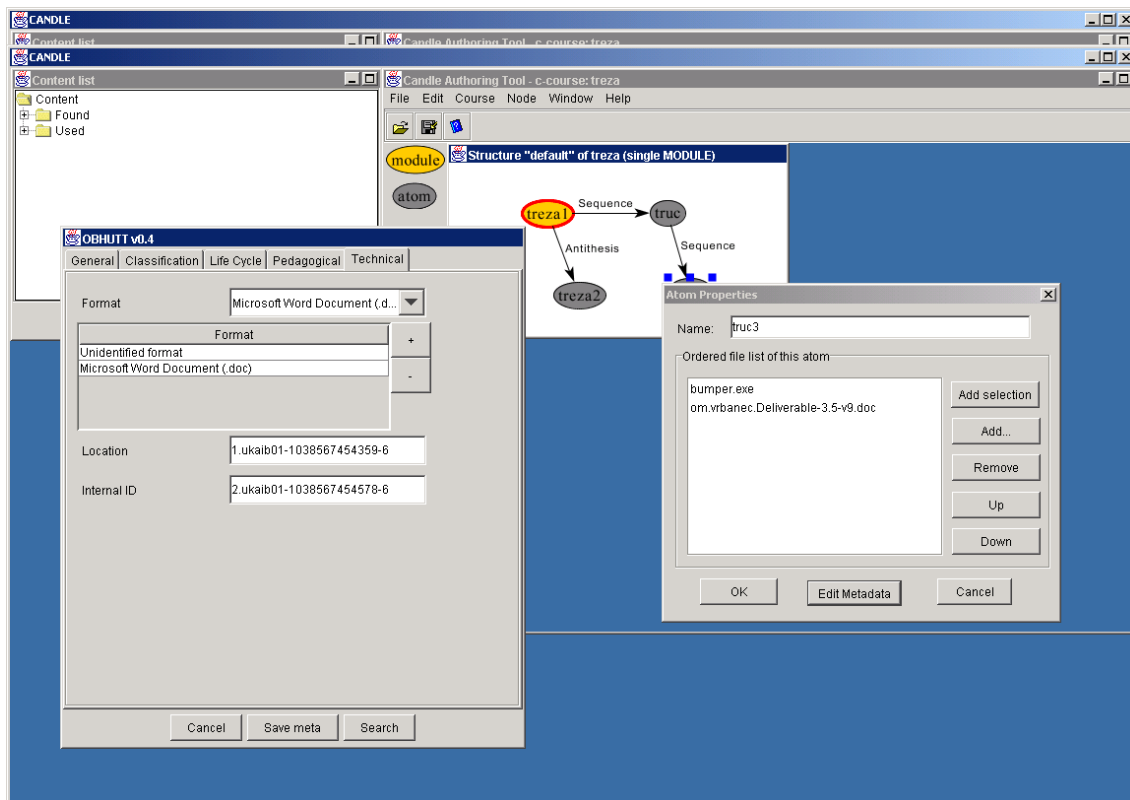 CANDLE
Content list
Candle Authoring Tool - c-course: treza
CANDLE
Content list
Candle Authoring Tool - c-course: treza
Content
Found
Used
File Edit Course Node Window Help
module
atom
Structure "default" of treza (single MODULE)
treza1
Sequence
truc
Antithesis
Sequence
treza2
OBHUTT v0.4
General Classification Life Cycle Pedagogical Technical
Format
Microsoft Word Document (.d...
Format
Unidentified format
Microsoft Word Document (.doc)
+
-
Location
1.ukaib01-1038567454359-6
Internal ID
2.ukaib01-1038567454578-6
Cancel Save meta Search
Atom Properties
Name:
truc3
Ordered file list of this atom
bumper.exe
om.vrbanec.Deliverable-3.5-v9.doc
Add selection
Add...
Remove
Up
Down
OK Edit Metadata Cancel